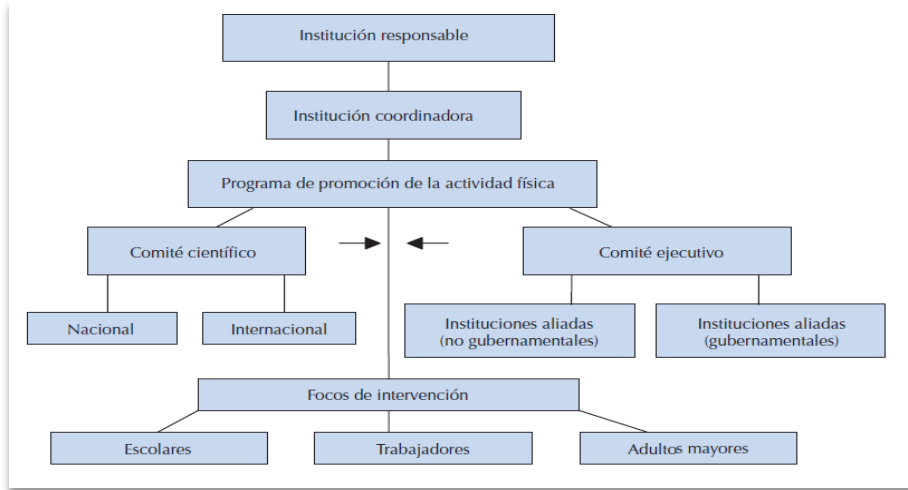 Institución responsable
Institución coordinadora
Programa de promoción de la actividad física
Comité científico
Comité ejecutivo
Nacional
Internacional
Instituciones aliadas
(no gubernamentales)
Instituciones aliadas
(gubernamentales)
Focos de intervención
Escolares
Trabajadores
Adultos mayores